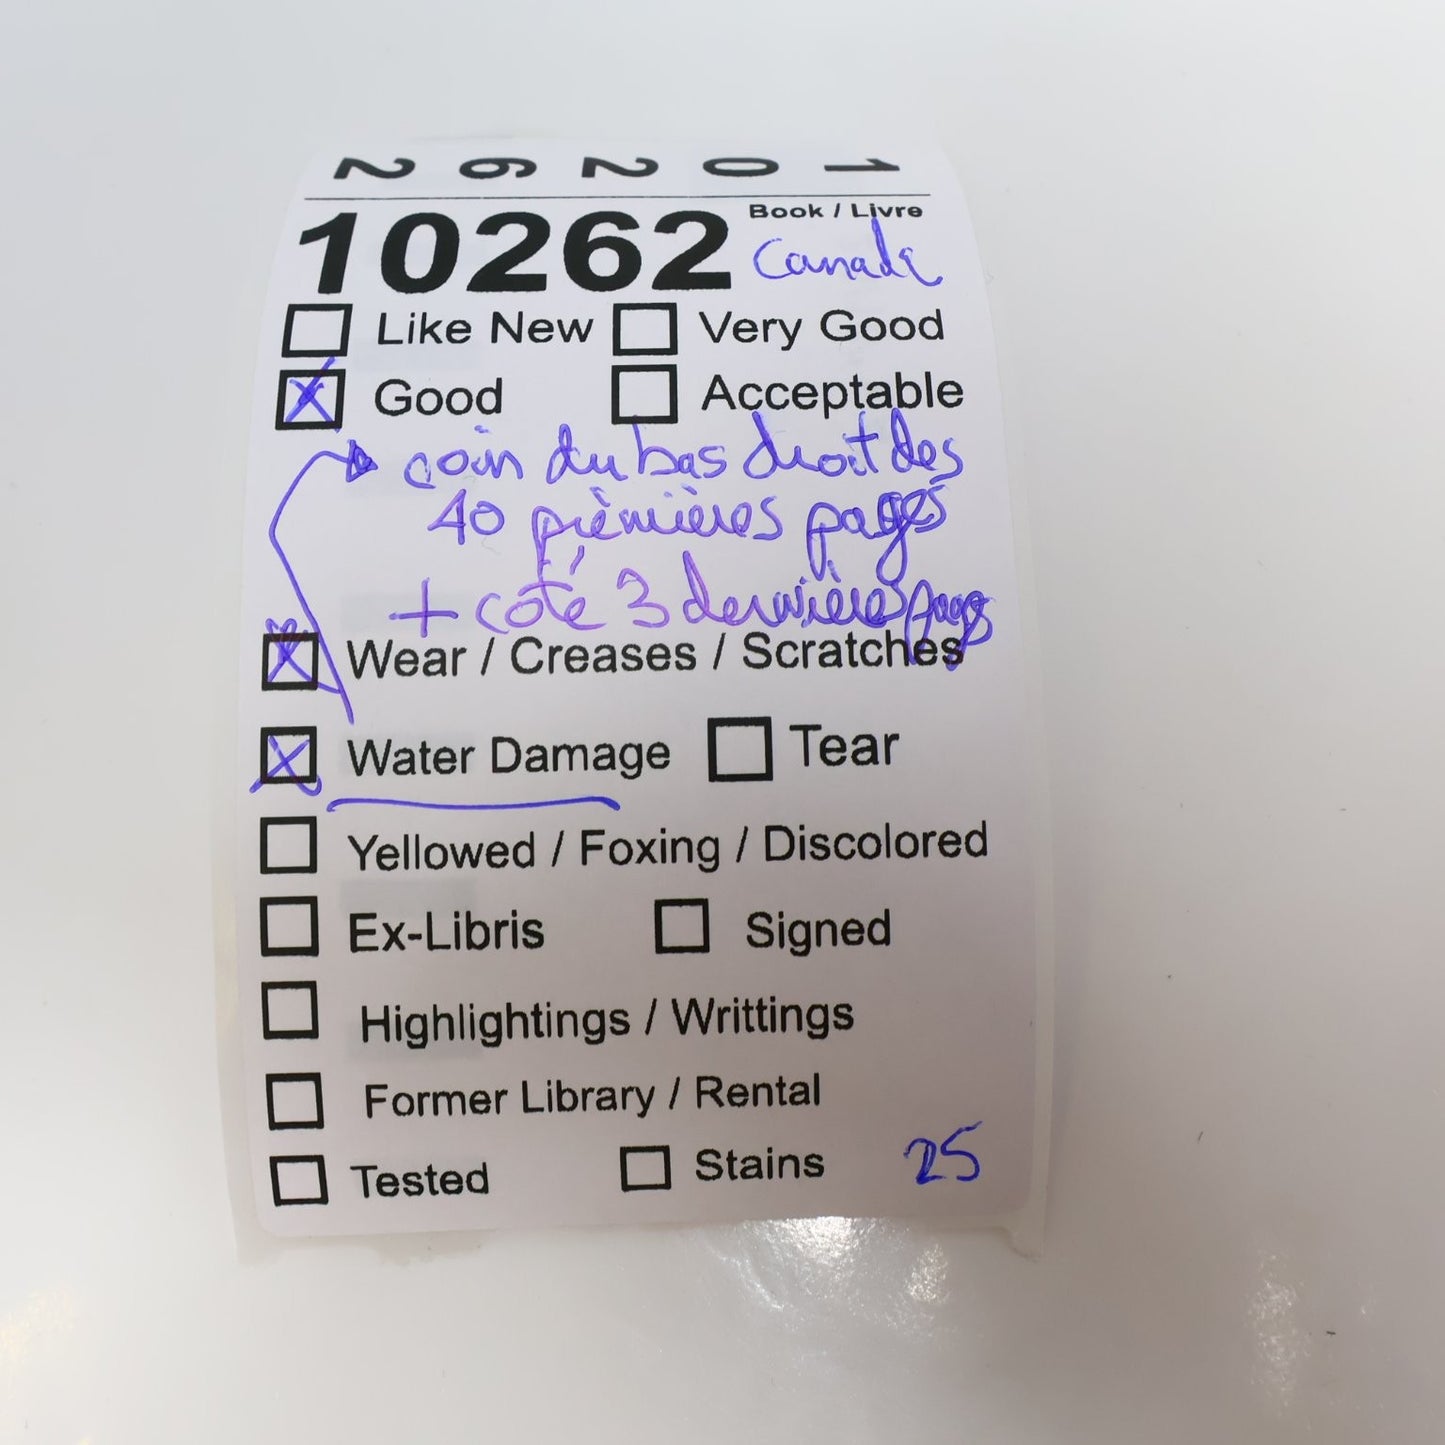 10262
10262 Book / Livre
Canada
Like New Very Good
Good Acceptable
coin du bas droit des
40 premières pages
+ côté 3 dernières pages
Wear / Creases / Scratches
Water Damage Tear
Yellowed / Foxing / Discolored
Ex-Libris Signed
Highlightings / Writtings
Former Library / Rental
Tested Stains 25